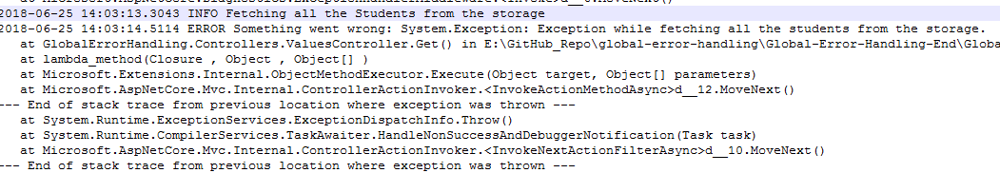 2018-06-25 14:03:13.3043 INFO Fetching all the Students from the storage
2018-06-25 14:03:14.5114 ERROR Something went wrong: System.Exception: Exception while fetching all the students from the storage.
at GlobalErrorHandling.Controllers.ValuesController.Get() in E:\GitHub_Repo\global-error-handling\Global-Error-Handling-End\Globa
at lambda_method(Closure , Object , Object[] )
at Microsoft.Extensions.Internal.ObjectMethodExecutor.Execute(Object target, Object[] parameters)
at Microsoft.AspNetCore.Mvc.Internal.ControllerActionInvoker.<InvokeActionMethodAsync>d__12.MoveNext()
--- End of stack trace from previous location where exception was thrown ---
at System.Runtime.ExceptionServices.ExceptionDispatchInfo.Throw()
at System.Runtime.CompilerServices.TaskAwaiter.HandleNonSuccessAndDebuggerNotification(Task task)
at Microsoft.AspNetCore.Mvc.Internal.ControllerActionInvoker.<InvokeNextActionFilterAsync>d__10.MoveNext()
--- End of stack trace from previous location where exception was thrown ---